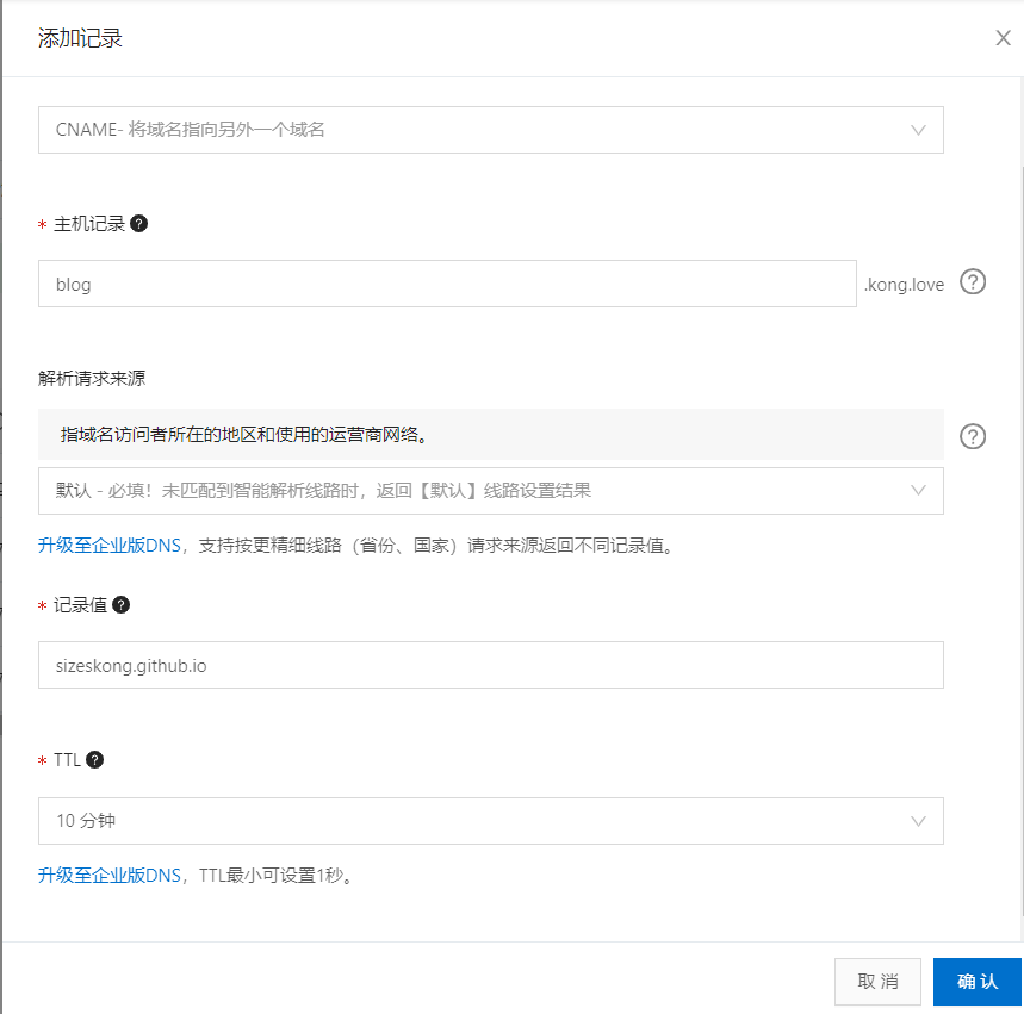 添加记录
CNAME- 将域名指向另外一个域名
* 主机记录 ?
blog .kong.love ?
解析请求来源
指域名访问者所在的地区和使用的运营商网络。 ?
默认 - 必填！未匹配到智能解析线路时，返回【默认】线路设置结果
升级至企业版DNS，支持按更精细线路（省份、国家）请求来源返回不同记录值。
* 记录值 ?
sizeskong.github.io
* TTL ?
10 分钟
升级至企业版DNS，TTL最小可设置1秒。
取 消 确 认